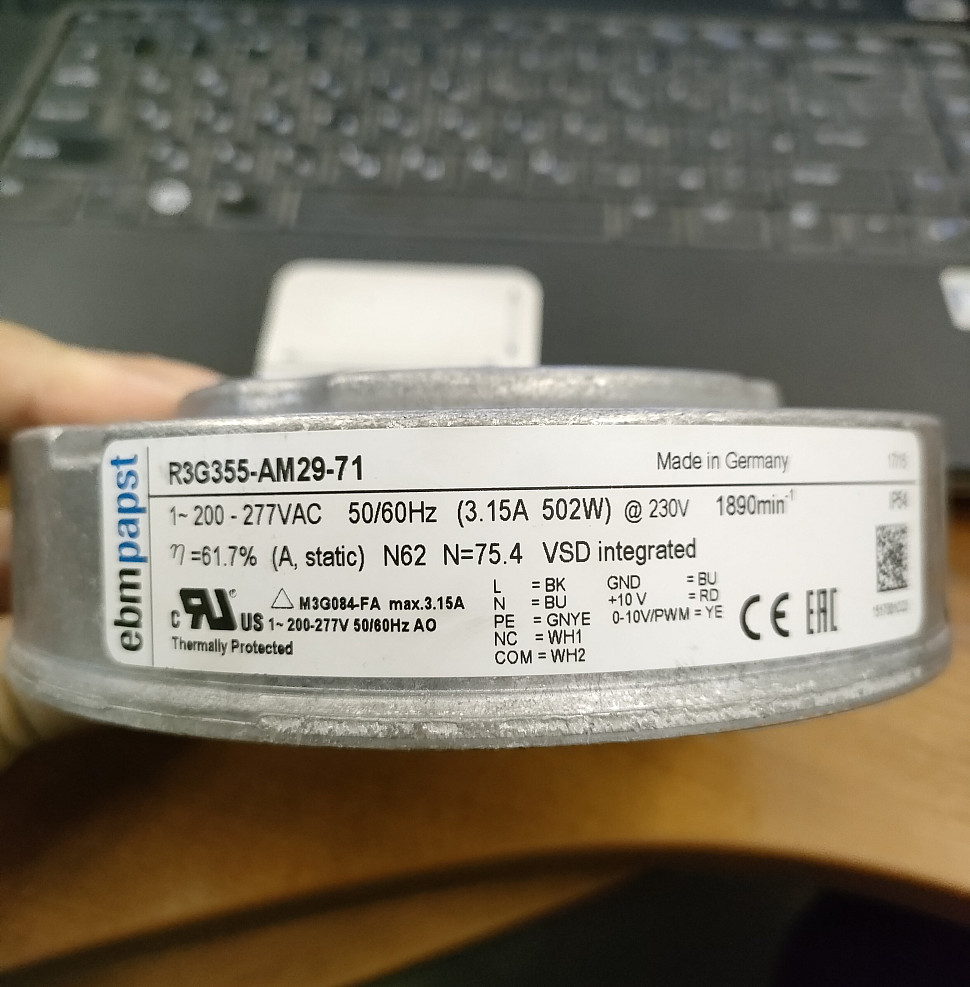 ebmpapst
R3G355-AM29-71 Made in Germany
1~ 200 - 277VAC 50/60Hz (3.15A 502W) @ 230V 1890min⁻¹ IP54
η =61.7% (A, static) N62 N=75.4 VSD integrated
c RU ® US
△ M3G084-FA max.3.15A
1~ 200-277V 50/60Hz AO
Thermally Protected
L = BK
N = BU
PE = GNYE
NC = WH1
COM = WH2
GND = BU
+10 V = RD
0-10V/PWM = YE
CE EAC